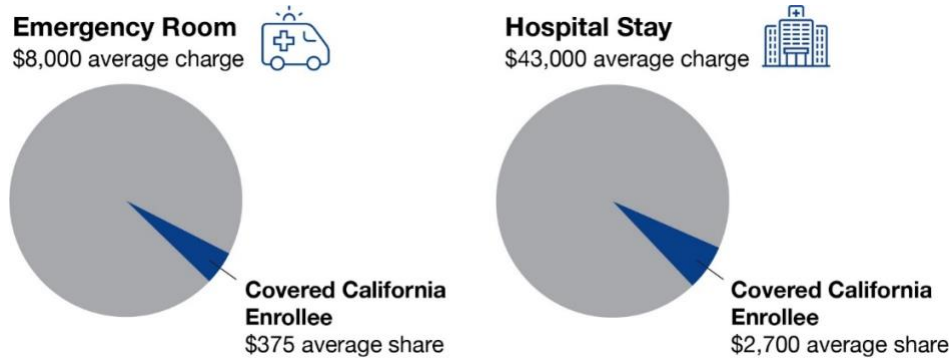 Emergency Room
$8,000 average charge
Covered California
Enrollee
$375 average share
Hospital Stay
$43,000 average charge
Covered California
Enrollee
$2,700 average share